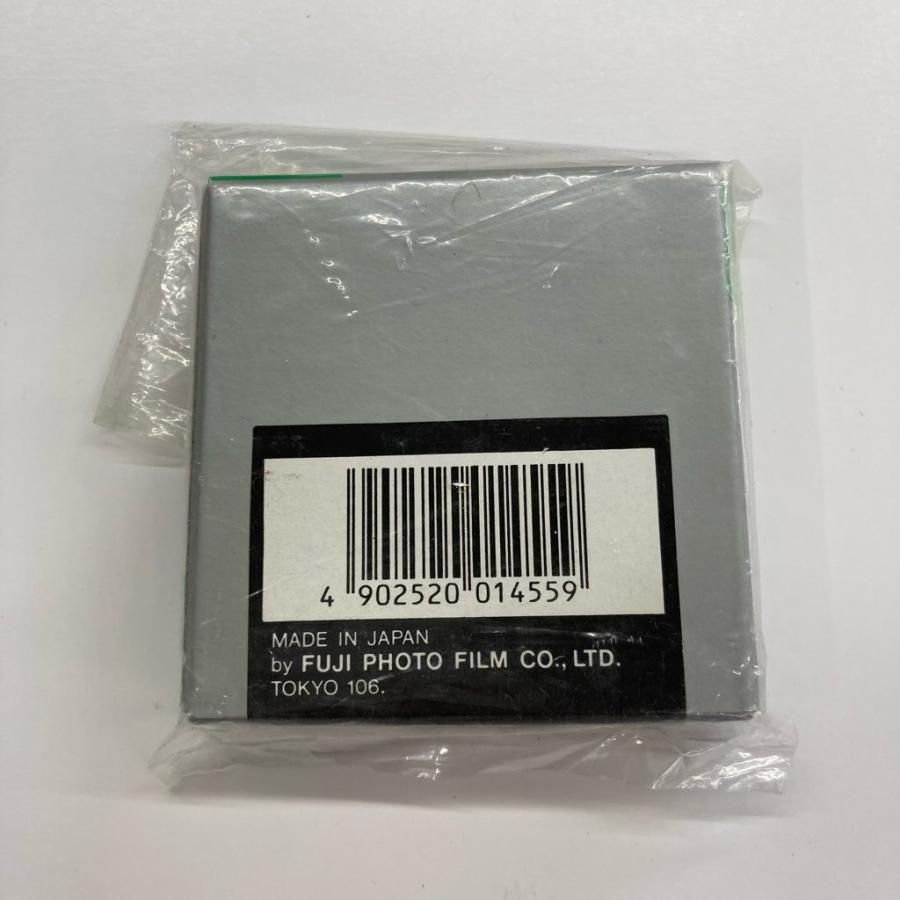 4 902520 014559
MADE IN JAPAN
by FUJI PHOTO FILM CO., LTD.
TOKYO 106.